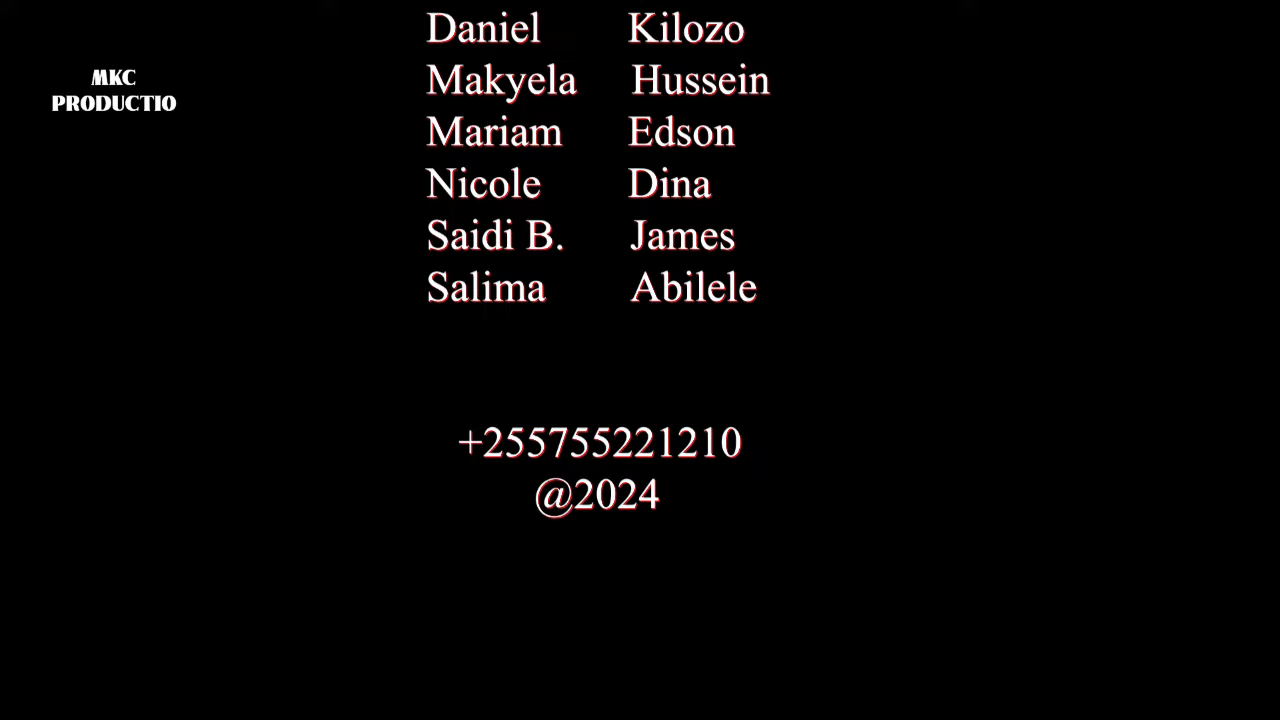 MKC
PRODUCTIO
Daniel Kilozo
Makyela Hussein
Mariam Edson
Nicole Dina
Saidi B. James
Salima Abilele
+255755221210
@2024